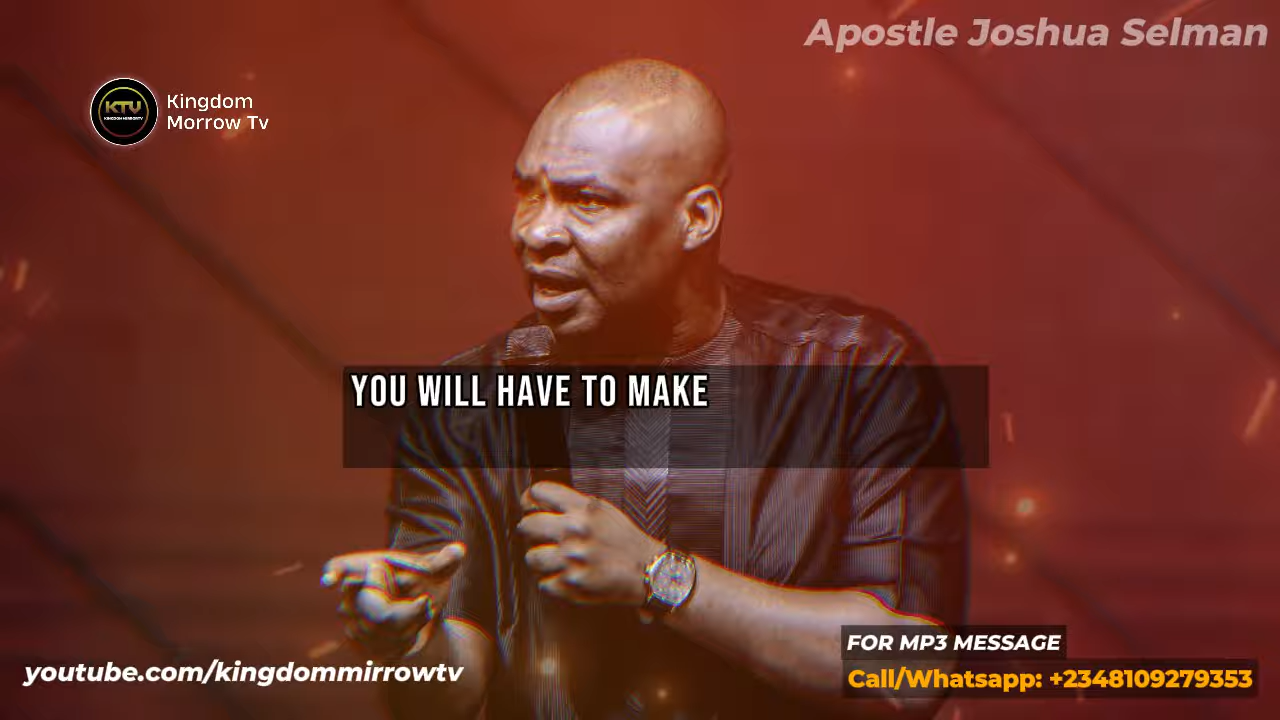 Apostle Joshua Selman
KTV
Kingdom
Morrow Tv
YOU WILL HAVE TO MAKE
FOR MP3 MESSAGE
youtube.com/kingdommirrowtv
Call/Whatsapp: +2348109279353